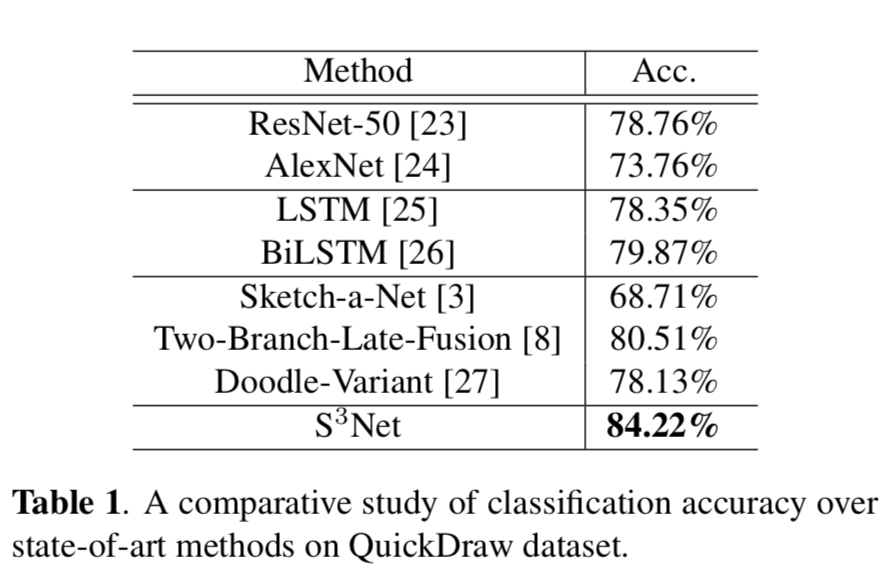 Method Acc.
ResNet-50 [23] 78.76%
AlexNet [24] 73.76%
LSTM [25] 78.35%
BiLSTM [26] 79.87%
Sketch-a-Net [3] 68.71%
Two-Branch-Late-Fusion [8] 80.51%
Doodle-Variant [27] 78.13%
S³Net 84.22%
Table 1. A comparative study of classification accuracy over
state-of-art methods on QuickDraw dataset.